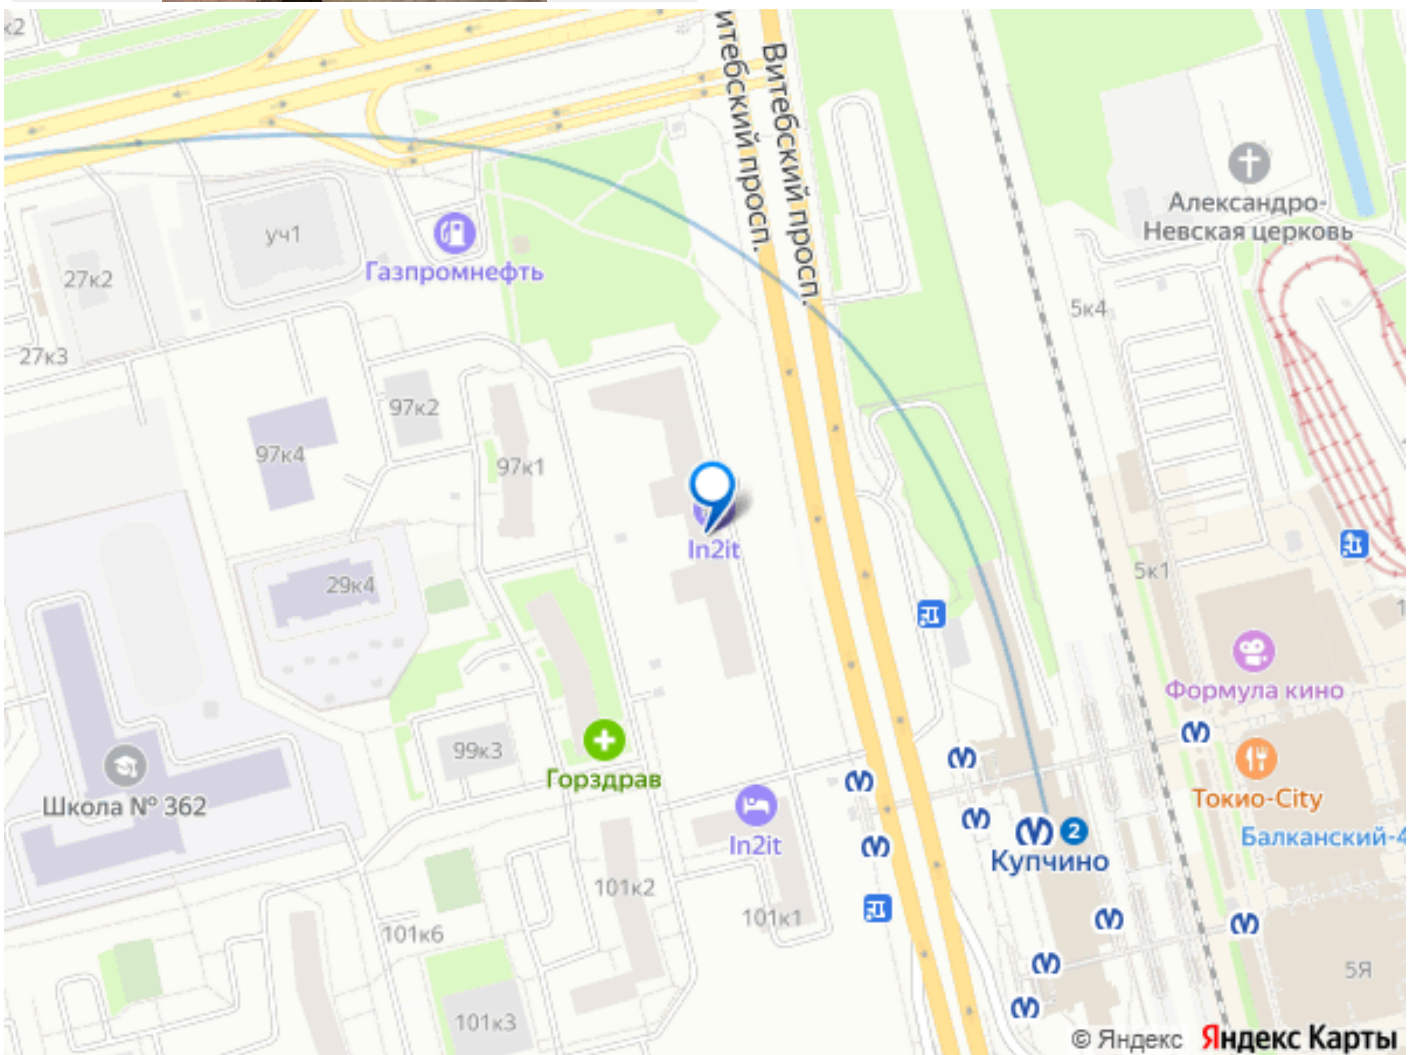 к2
Витебский просп.
итебский просп.
Александро-
Невская церковь
уч1
27к2
Газпромнефть
5к4
27к3
97к2
97к4
97к1
In2it
5к1
29к4
Формула кино
99к3
Горздрав
Школа № 362
Токио-City
In2it
2
Купчино
Балканский-4
101к2
101к1
101к6
5Я
101к3
© Яндекс Яндекс Карты